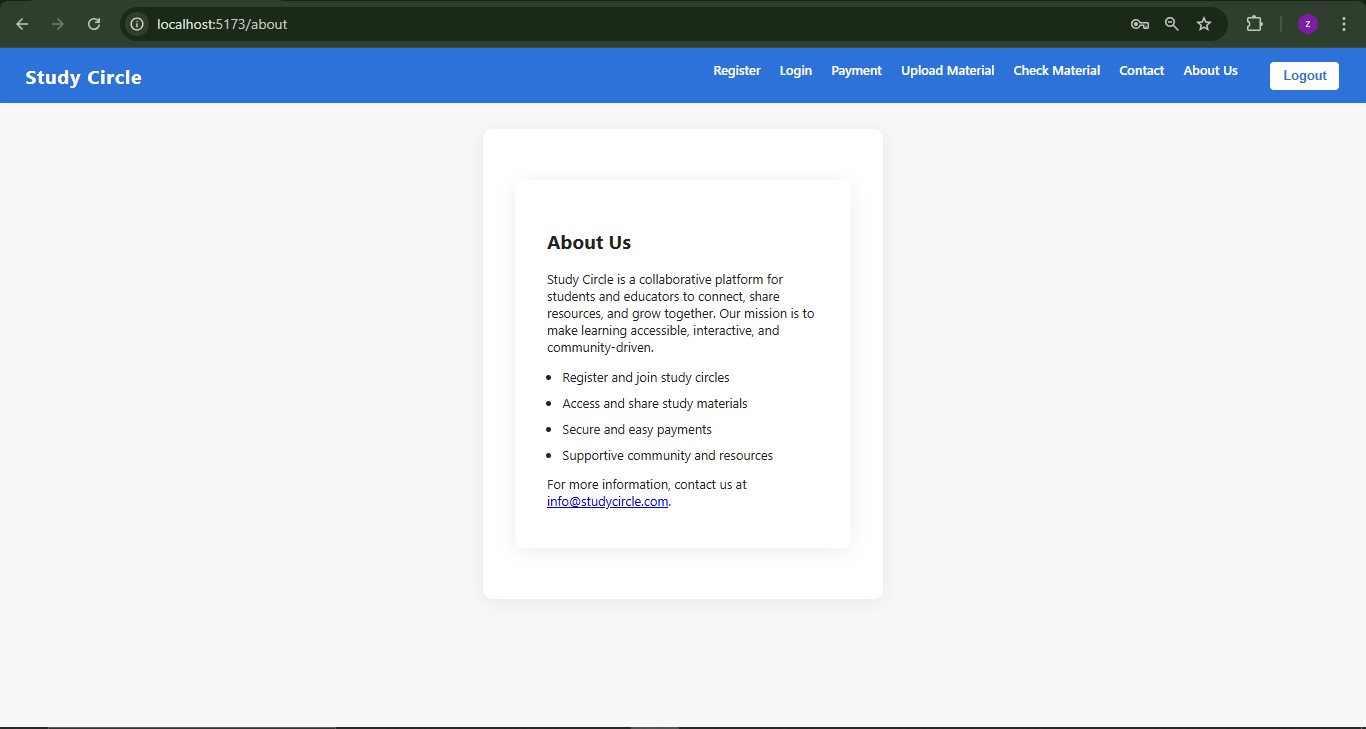 localhost:5173/about
z
Study Circle
Register Login Payment Upload Material Check Material Contact About Us Logout
About Us
Study Circle is a collaborative platform for
students and educators to connect, share
resources, and grow together. Our mission is to
make learning accessible, interactive, and
community-driven.
• Register and join study circles
• Access and share study materials
• Secure and easy payments
• Supportive community and resources
For more information, contact us at
info@studycircle.com.